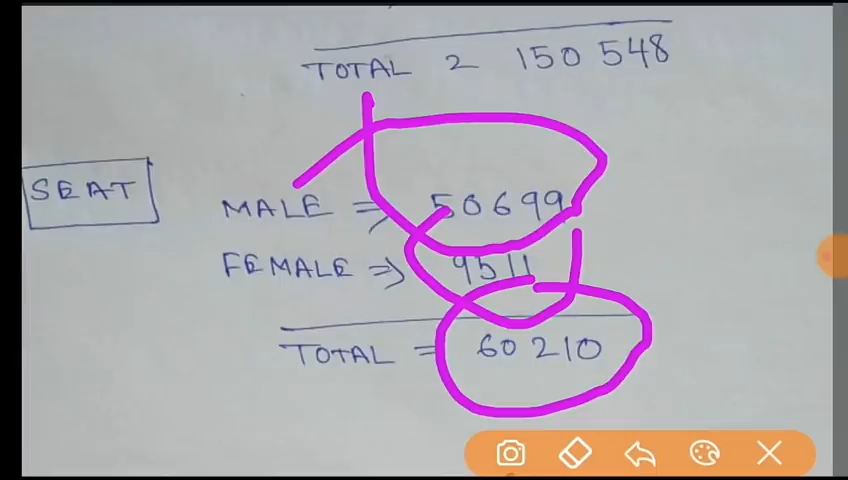 TOTAL 2 150 548
SEAT
MALE => 50699
FEMALE => 9511
TOTAL = 60210